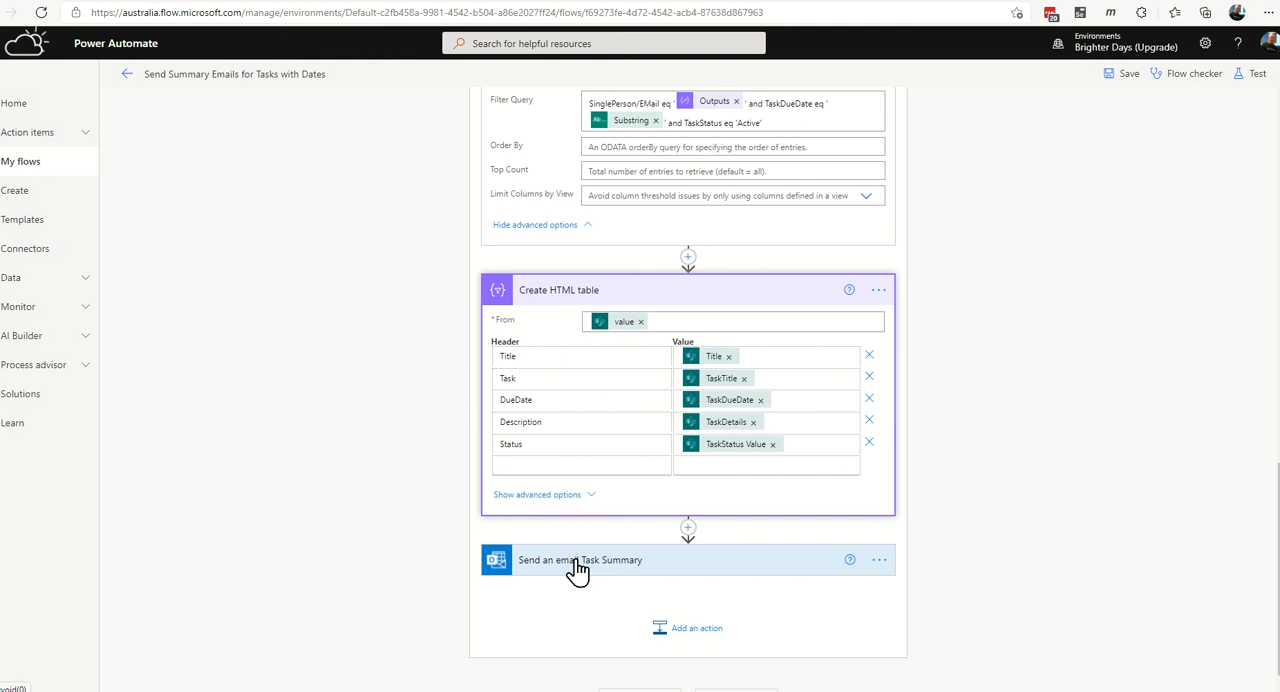 https://australia.flow.microsoft.com/manage/environments/Default-c2fb458a-9981-4542-b504-a86e2027ff24/flows/f69273fe-4d72-4542-acb4-87638d867963
20
Power Automate
Search for helpful resources
Environments
Brighter Days (Upgrade)
?
Send Summary Emails for Tasks with Dates
Save
Flow checker
Test
Home
Action items
My flows
Create
Templates
Connectors
Data
Monitor
AI Builder
Process advisor
Solutions
Learn
Filter Query
SinglePerson/EMail eq ' Outputs × ' and TaskDueDate eq '
Substring × ' and TaskStatus eq 'Active'
Order By
An ODATA orderBy query for specifying the order of entries.
Top Count
Total number of entries to retrieve (default = all).
Limit Columns by View
Avoid column threshold issues by only using columns defined in a view
Hide advanced options
Create HTML table
* From
value ×
Header Value
Title Title ×
Task TaskTitle ×
DueDate TaskDueDate ×
Description TaskDetails ×
Status TaskStatus Value ×
Show advanced options
Send an email Task Summary
Add an action
void(0)